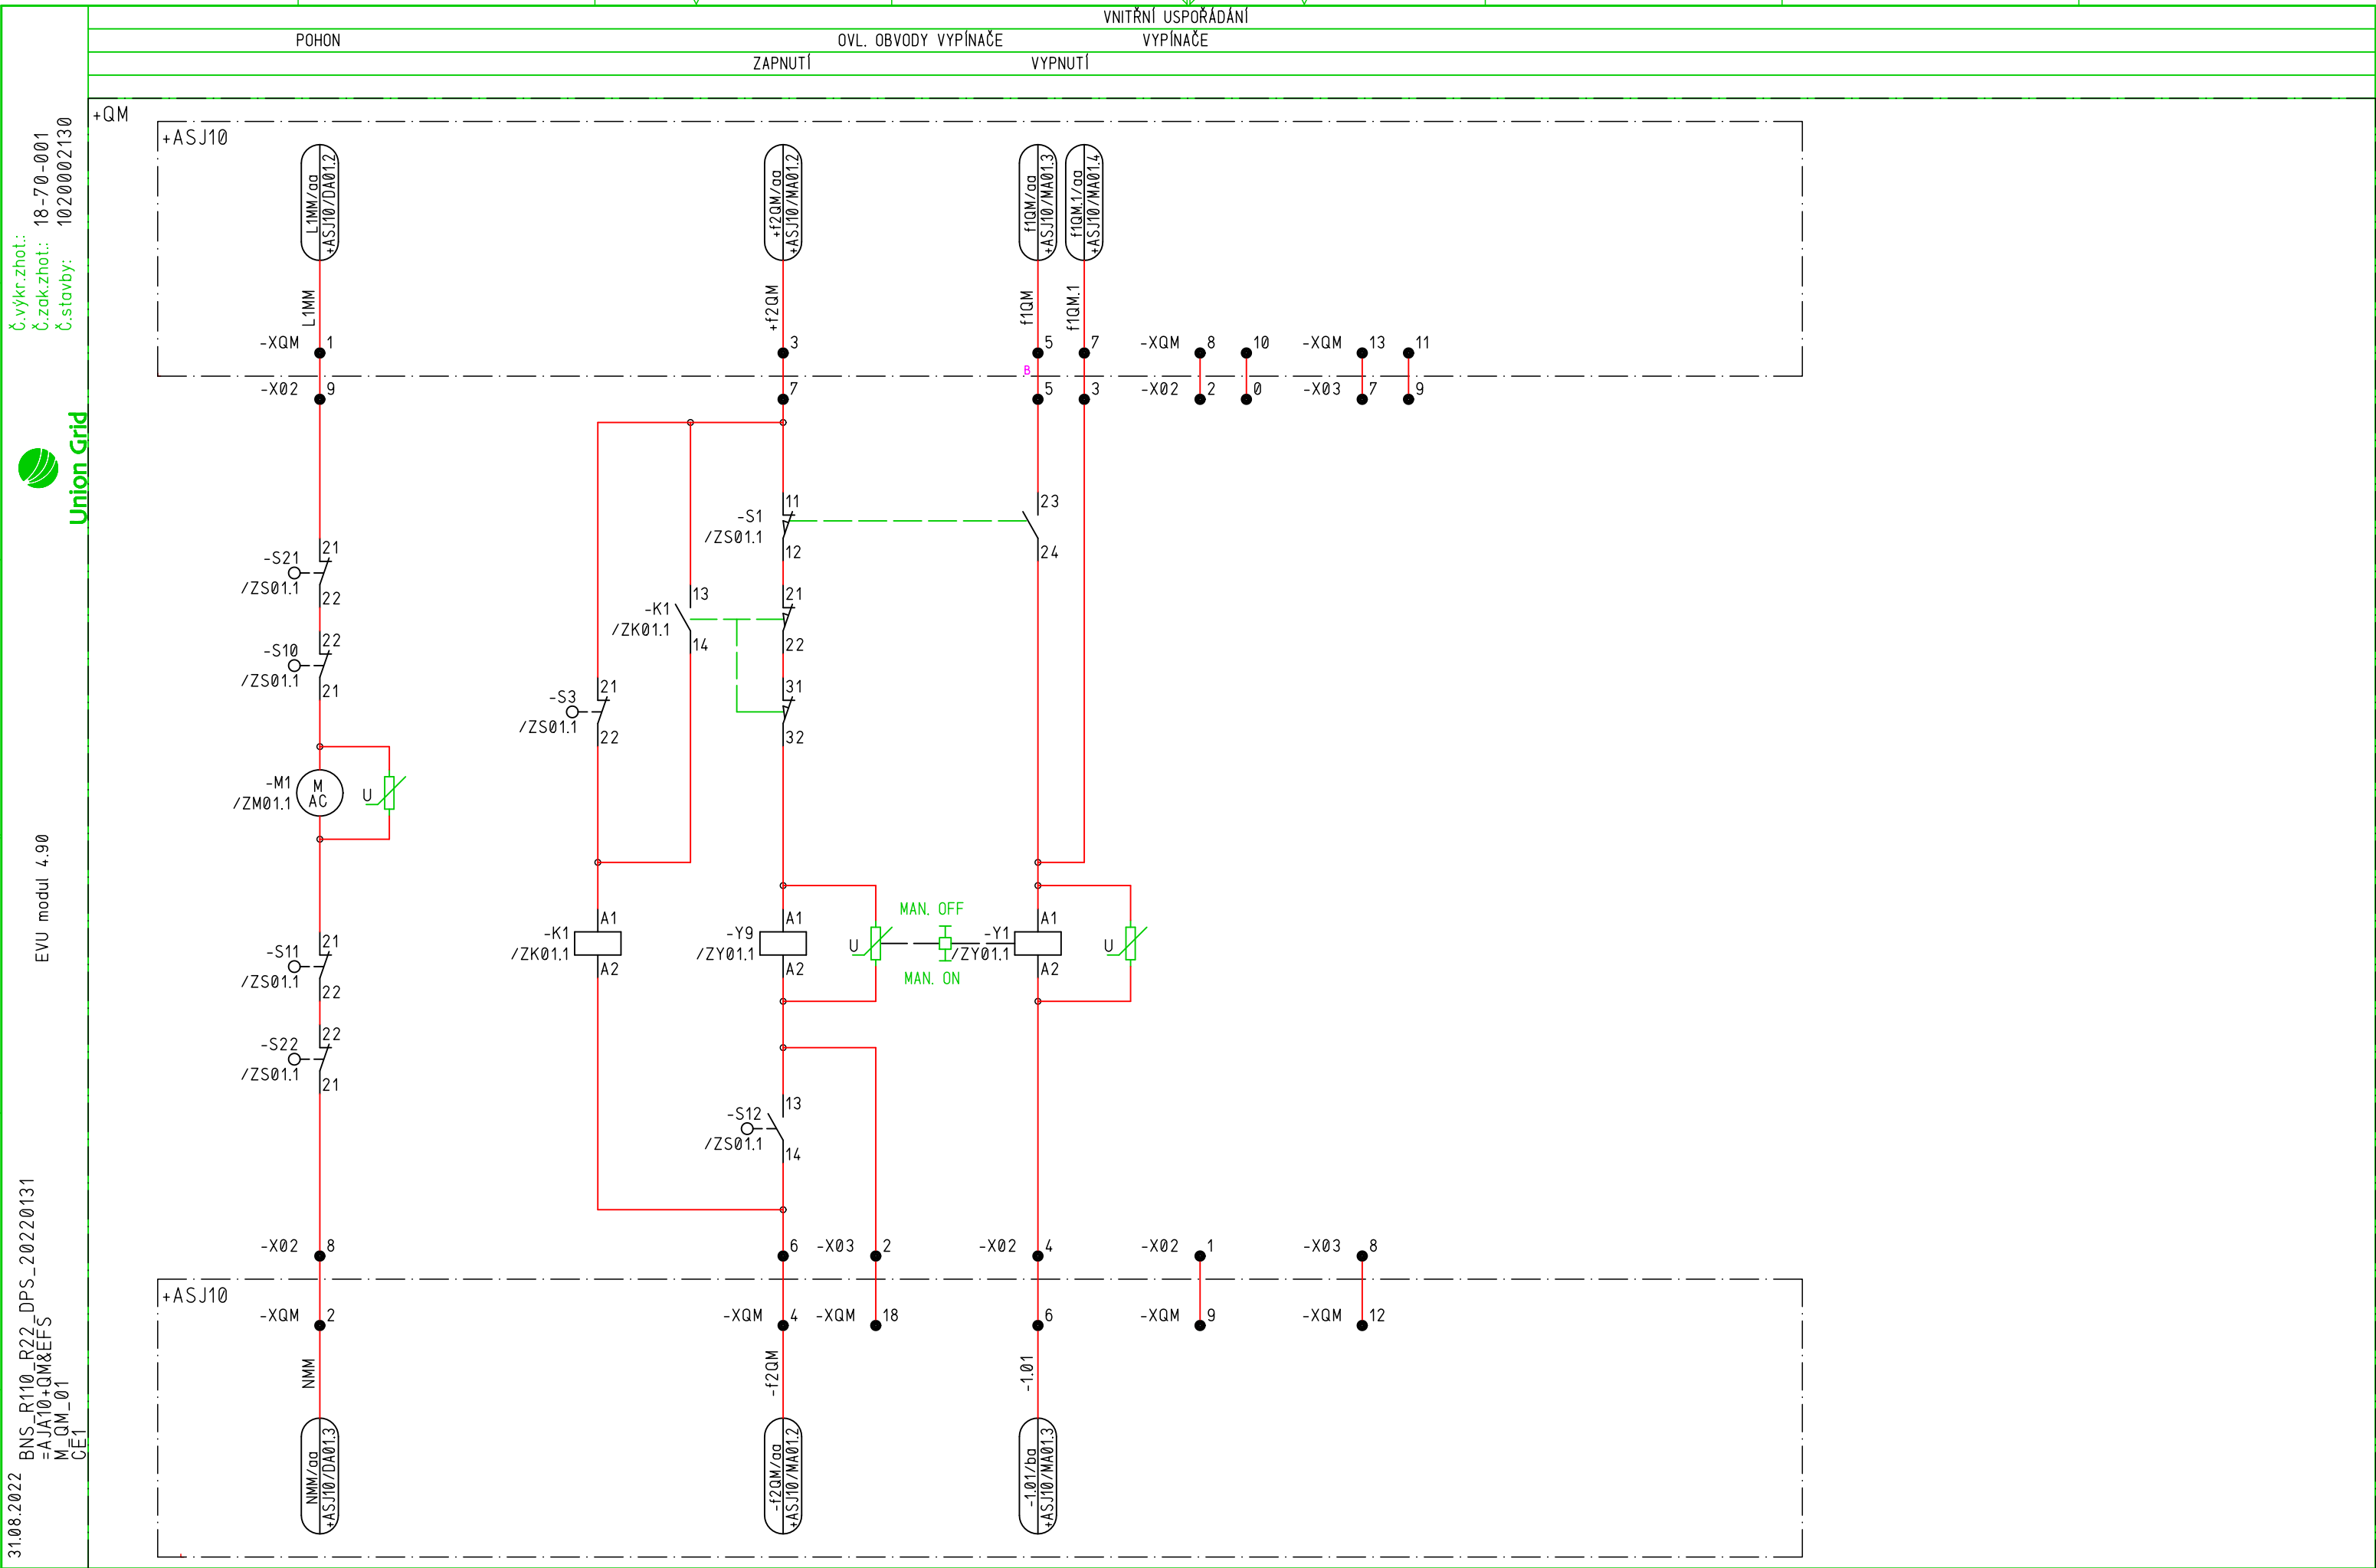 VNITŘNÍ USPOŘÁDÁNÍ
POHON
OVL. OBVODY VYPÍNAČE
VYPÍNAČE
ZAPNUTÍ
VYPNUTÍ
Č.výkr.zhot.:
Č.zak.zhot.: 18-70-001
Č.stavby: 1020002130
Union Grid
EVU modul 4.90
BNS_R110_R22_DPS_20220131
=AJA10+QM&EFS
M_QM_01
CE1
31.08.2022
+QM
+ASJ10
L1MM/aa
+ASJ10/DA01.2
+f2QM/aa
+ASJ10/MA01.2
f1QM/aa
+ASJ10/MA01.3
f1QM.1/aa
+ASJ10/MA01.4
L1MM
+f2QM
f1QM
f1QM.1
-XQM 1
3
5
7
-XQM 8
10
-XQM 13
11
B
-X02 9
7
5
3
-X02 2
0
-X03 7
9
-S1
/ZS01.1
11
12
23
24
-S21
/ZS01.1
21
22
-K1
/ZK01.1
13
14
21
22
-S10
/ZS01.1
22
21
-S3
/ZS01.1
21
22
31
32
-M1
/ZM01.1
M
AC
U
-K1
/ZK01.1
A1
A2
-Y9
/ZY01.1
A1
A2
U
MAN. OFF
MAN. ON
-Y1
/ZY01.1
A1
A2
U
-S11
/ZS01.1
21
22
-S22
/ZS01.1
22
21
-S12
/ZS01.1
13
14
-X02 8
6
-X03 2
-X02 4
-X02 1
-X03 8
+ASJ10
-XQM 2
-XQM 4
-XQM 18
6
-XQM 9
-XQM 12
NMM
-f2QM
-1.01
NMM/aa
+ASJ10/DA01.3
-f2QM/aa
+ASJ10/MA01.2
-1.01/ba
+ASJ10/MA01.3